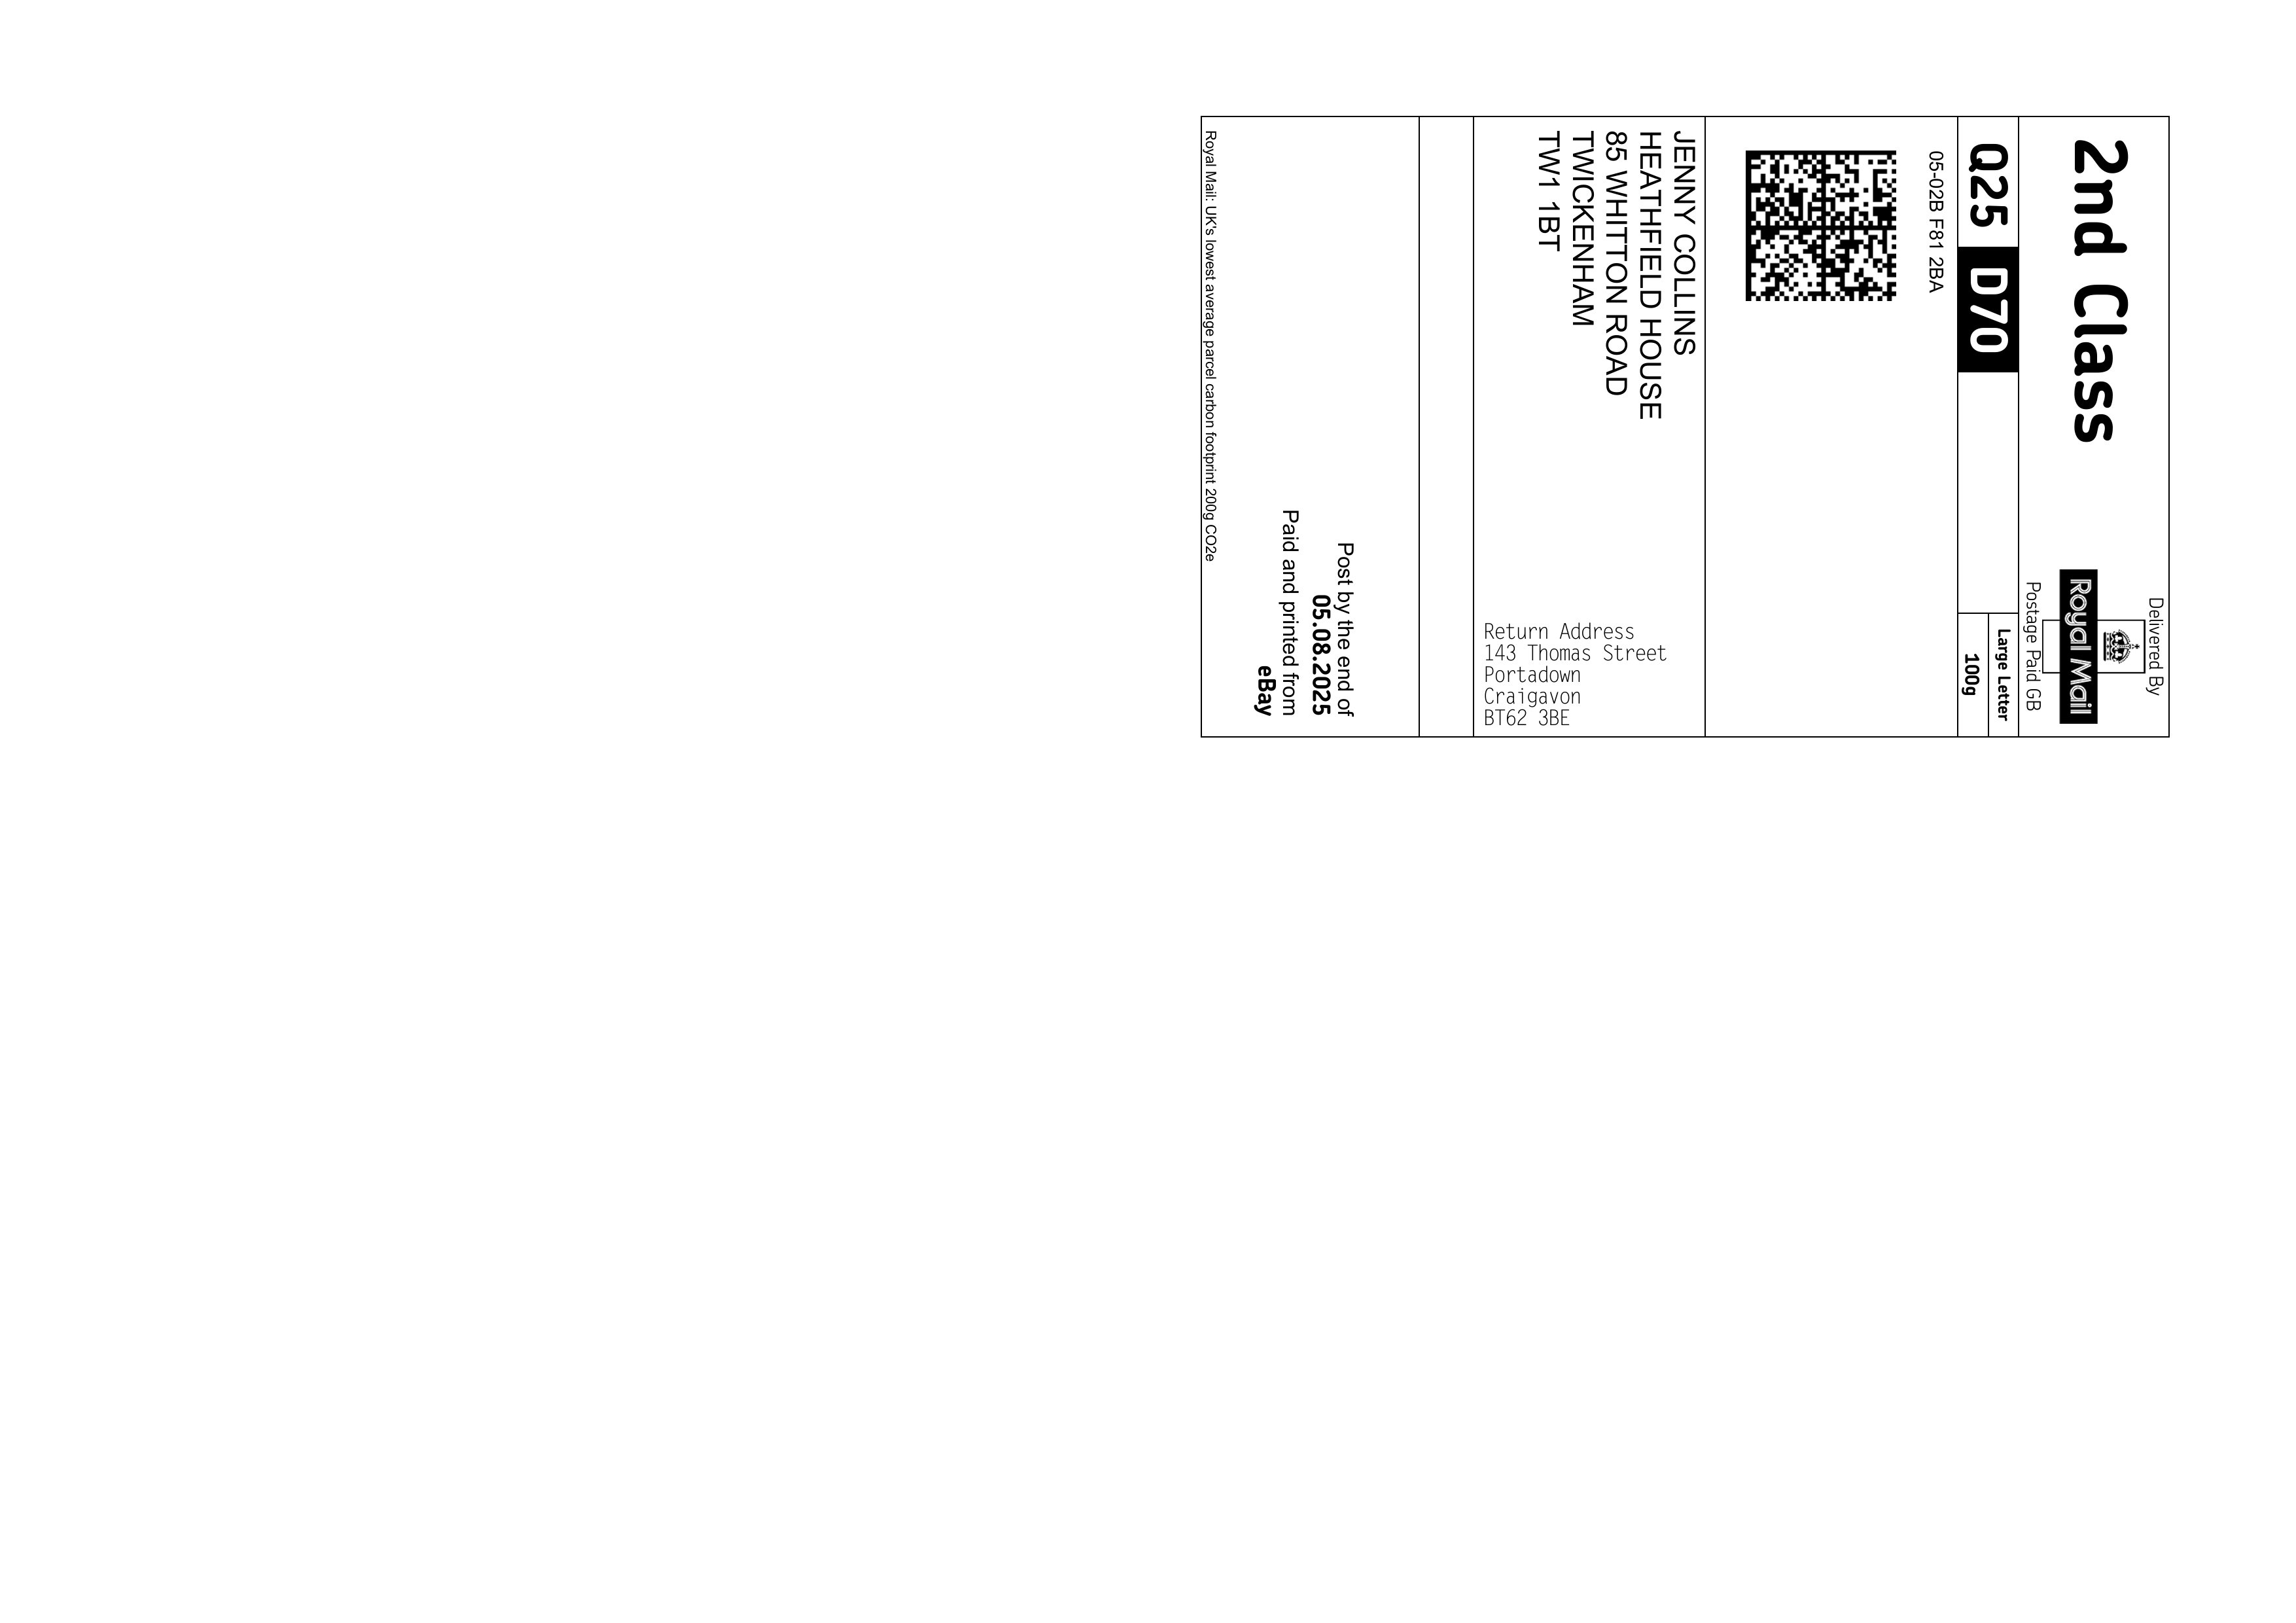 2nd Class
Delivered By
Royal Mail
Postage Paid GB
Q25 D70
Large Letter
100g
05-02B F81 2BA
JENNY COLLINS
HEATHFIELD HOUSE
85 WHITTON ROAD
TWICKENHAM
TW1 1BT
Return Address
143 Thomas Street
Portadown
Craigavon
BT62 3BE
Post by the end of
05.08.2025
Paid and printed from
eBay
Royal Mail: UK's lowest average parcel carbon footprint 200g CO2e